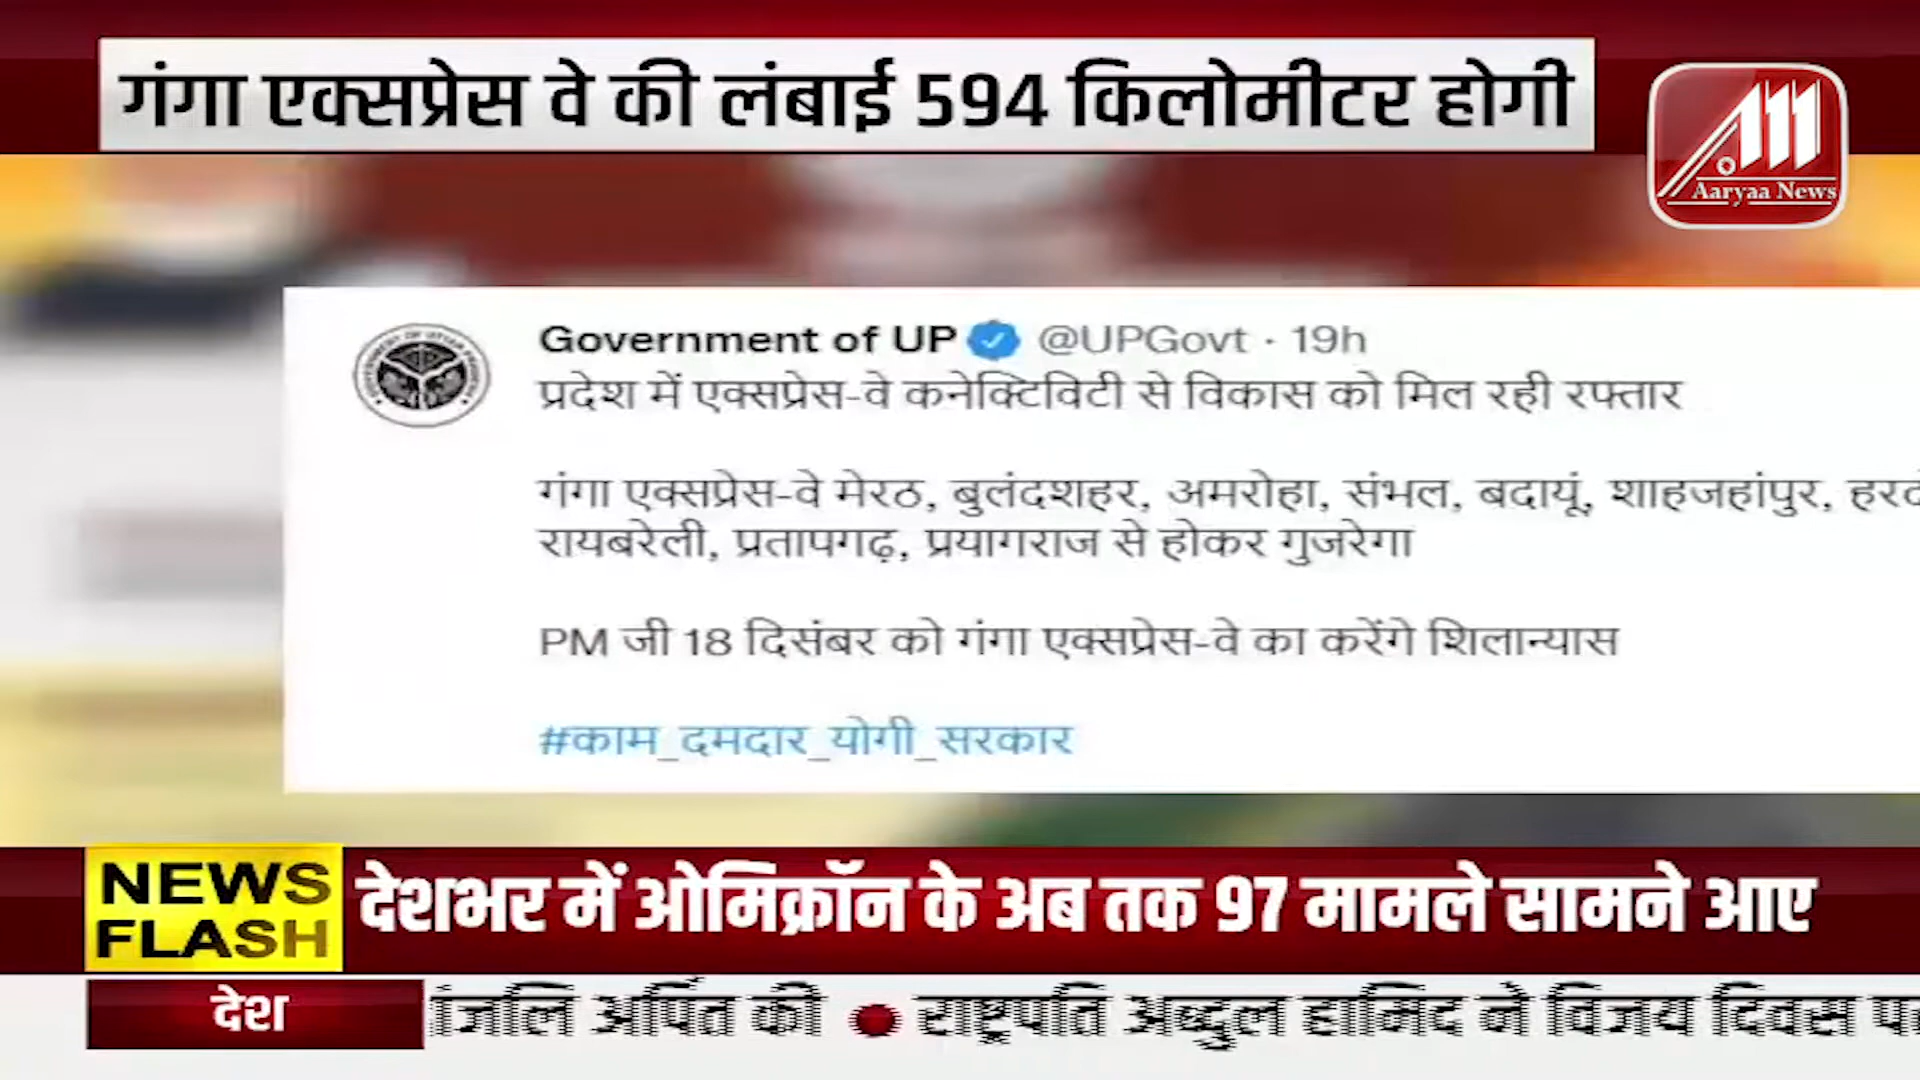 गंगा एक्सप्रेस वे की लंबाई 594 किलोमीटर होगी
Aaryaa News
Government of UP @UPGovt · 19h
प्रदेश में एक्सप्रेस-वे कनेक्टिविटी से विकास को मिल रही रफ्तार
गंगा एक्सप्रेस-वे मेरठ, बुलंदशहर, अमरोहा, संभल, बदायूं, शाहजहांपुर,
रायबरेली, प्रतापगढ़, प्रयागराज से होकर गुजरेगा
PM जी 18 दिसंबर को गंगा एक्सप्रेस-वे का करेंगे शिलान्यास
#काम_दमदार_योगी_सरकार
NEWS FLASH
देशभर में ओमिक्रॉन के अब तक 97 मामले सामने आए
देश
अर्पित की ● राष्ट्रपति अब्दुल हामिद ने विजय दिवस